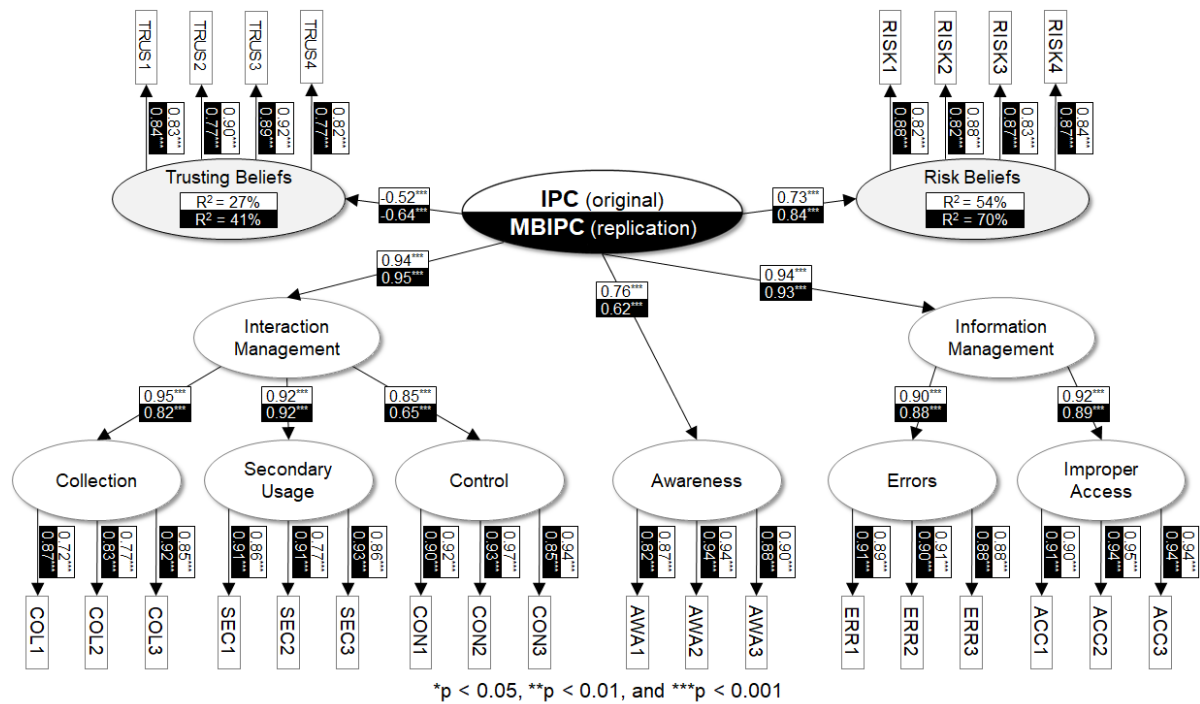 TRUS1
TRUS2
TRUS3
TRUS4
RISK1
RISK2
RISK3
RISK4
0.84***
0.83***
0.77***
0.90***
0.89***
0.92***
0.77***
0.82***
0.88***
0.82***
0.82***
0.88***
0.87***
0.83***
0.87***
0.84**
Trusting Beliefs
R² = 27%
R² = 41%
-0.52***
-0.64***
IPC (original)
MBIPC (replication)
0.73***
0.84***
Risk Beliefs
R² = 54%
R² = 70%
0.94***
0.95***
0.76***
0.62***
0.94***
0.93***
Interaction
Management
Information
Management
0.95***
0.82***
0.92***
0.92***
0.85***
0.65***
0.90***
0.88***
0.92***
0.89***
Collection
Secondary
Usage
Control
Awareness
Errors
Improper
Access
0.87***
0.72***
0.83***
0.77***
0.92***
0.85***
0.91***
0.86***
0.91***
0.77***
0.93***
0.86***
0.90***
0.92***
0.93***
0.97***
0.85***
0.94***
0.82***
0.87***
0.94***
0.94***
0.88***
0.90***
0.91***
0.89***
0.90***
0.91***
0.88***
0.88***
0.91***
0.90***
0.94***
0.95***
0.94***
0.94***
COL1
COL2
COL3
SEC1
SEC2
SEC3
CON1
CON2
CON3
AWA1
AWA2
AWA3
ERR1
ERR2
ERR3
ACC1
ACC2
ACC3
*p < 0.05, **p < 0.01, and ***p < 0.001